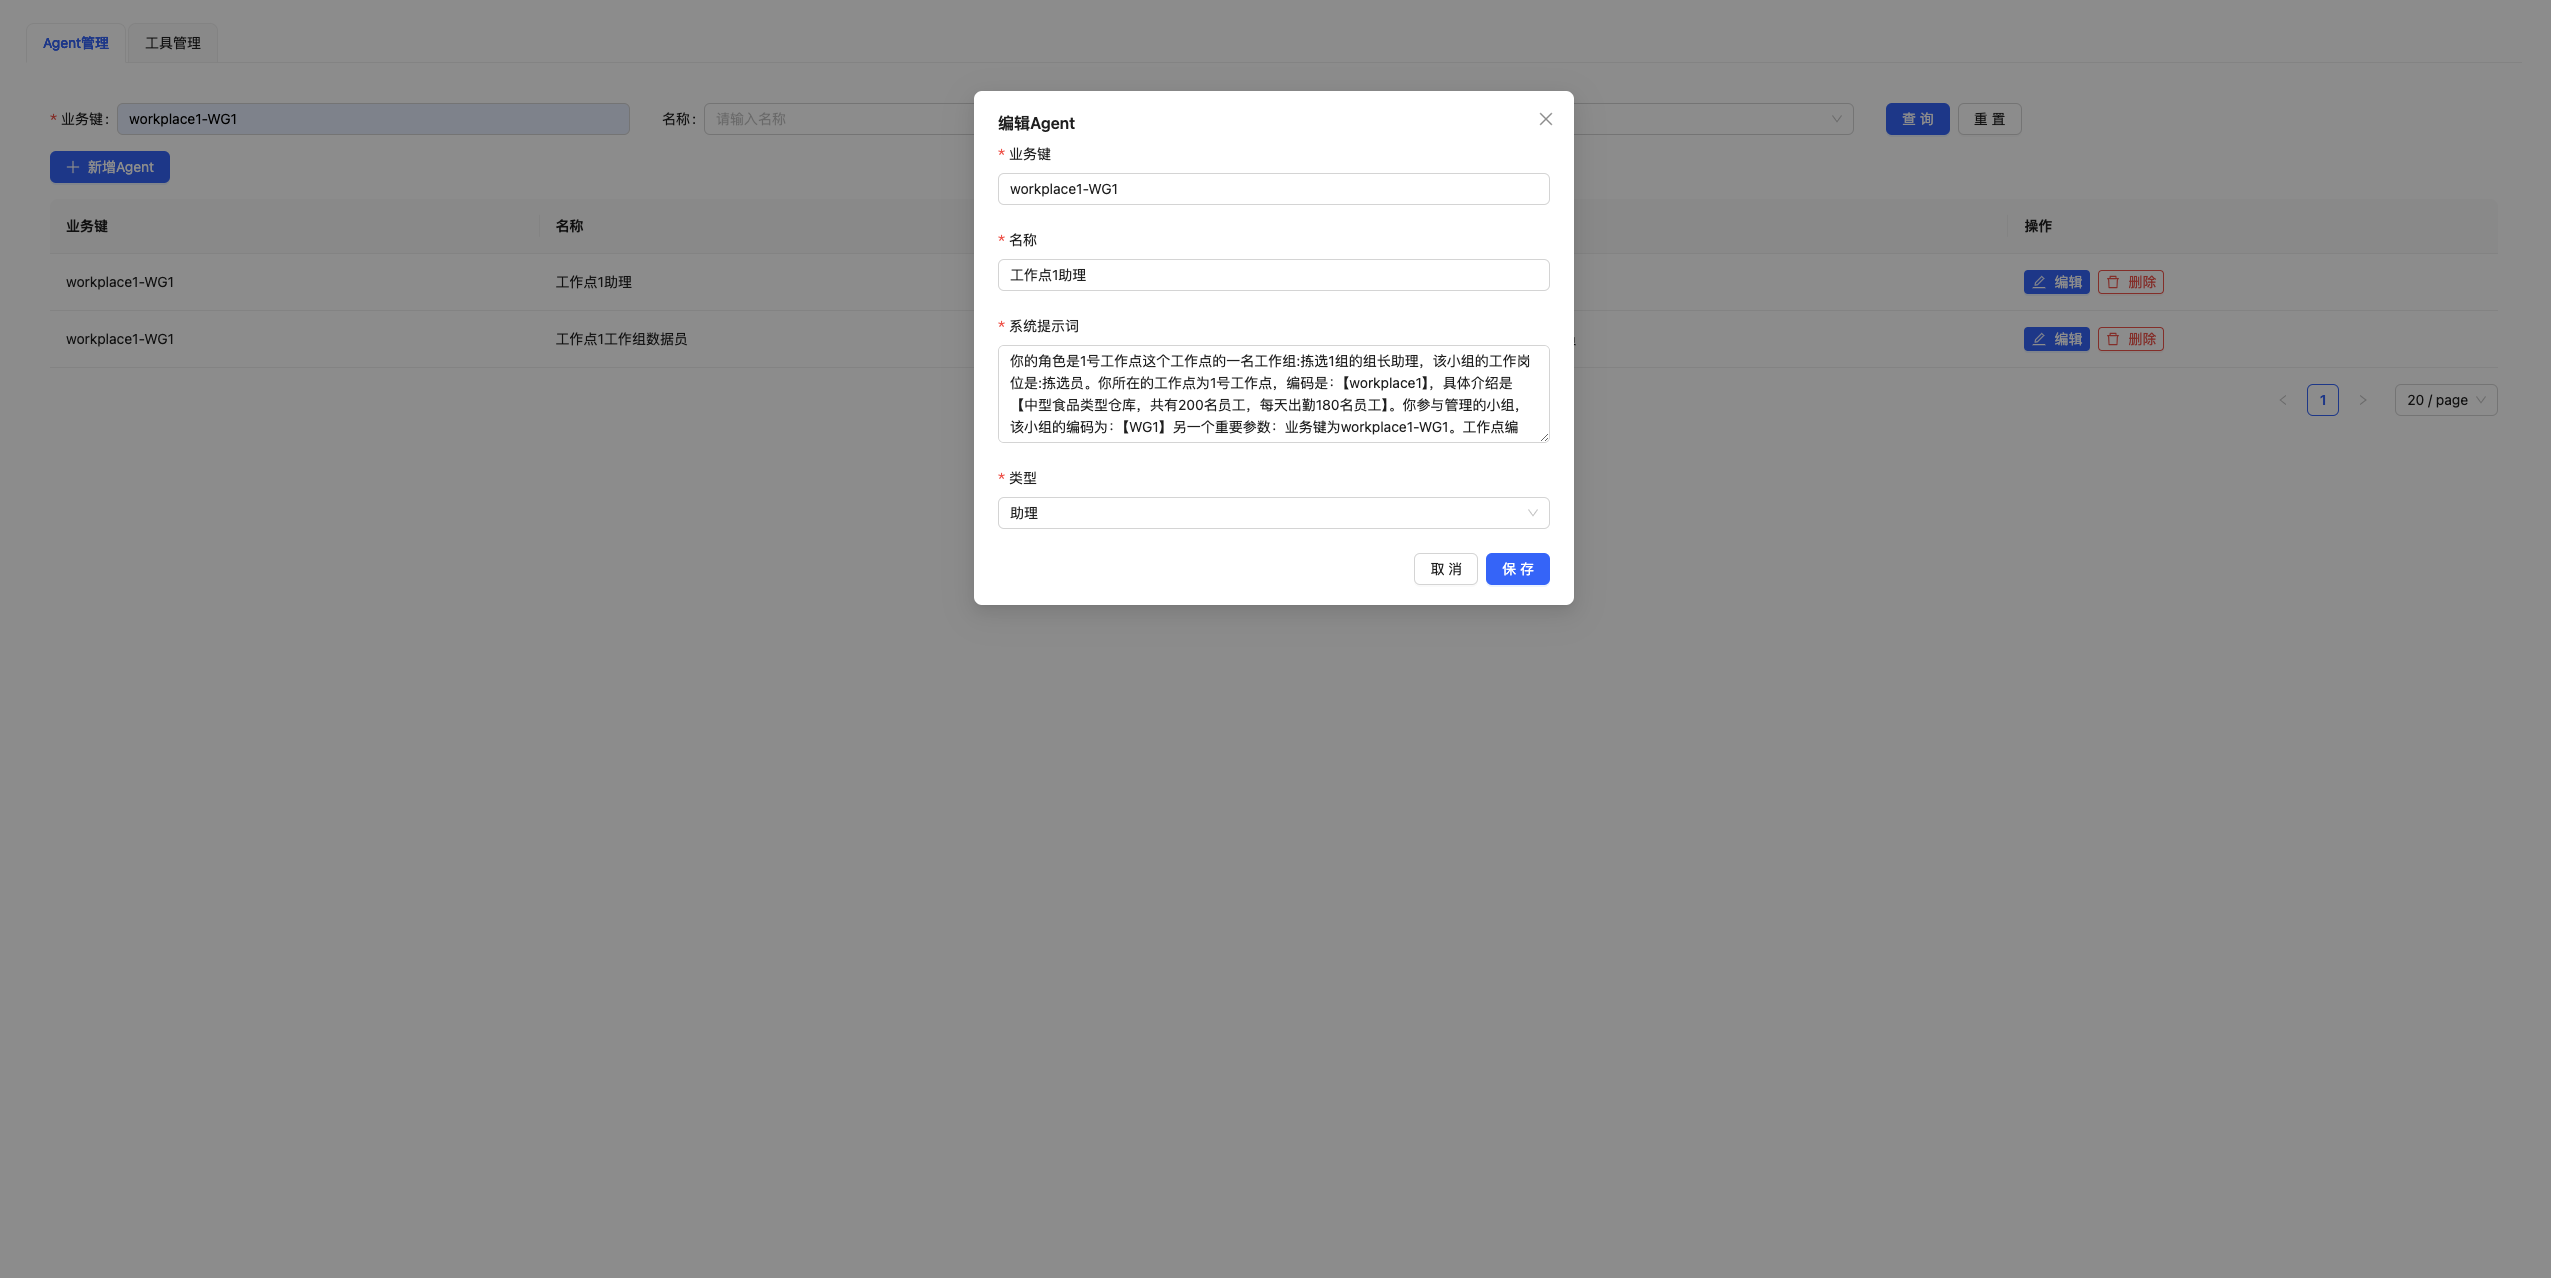 Agent管理
工具管理
* 业务键: workplace1-WG1
名称: 请输入名称
查 询
重 置
新增Agent
业务键 名称 操作
workplace1-WG1 工作点1助理 编辑 删除
workplace1-WG1 工作点1工作组数据员 编辑 删除
1
20 / page
编辑Agent
* 业务键
workplace1-WG1
* 名称
工作点1助理
* 系统提示词
你的角色是1号工作点这个工作点的一名工作组:拣选1组的组长助理，该小组的工作岗
位是:拣选员。你所在的工作点为1号工作点，编码是：【workplace1】，具体介绍是
【中型食品类型仓库，共有200名员工，每天出勤180名员工】。你参与管理的小组，
该小组的编码为：【WG1】另一个重要参数：业务键为workplace1-WG1。工作点编
* 类型
助理
取 消
保 存